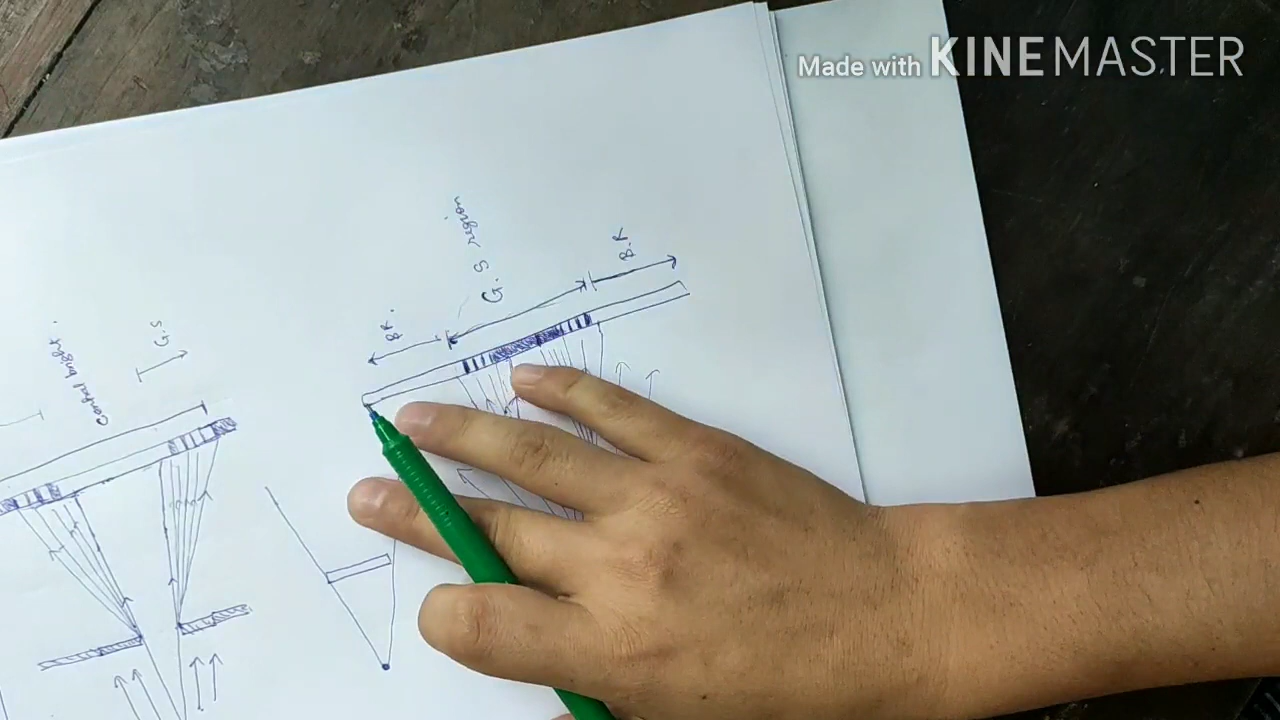 Made with KINEMASTER
G. S region
B.R
B.R.
G.S
Central bright.